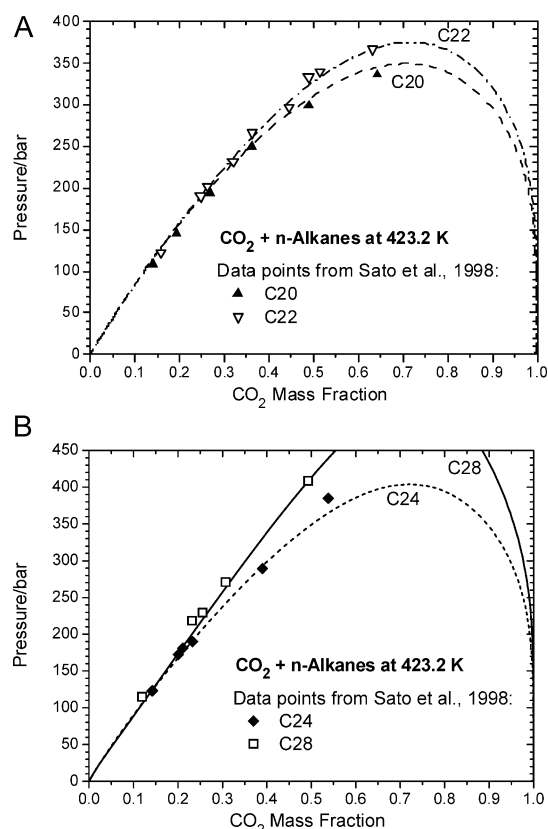 A
400
350
300
250
200
150
100
50
0
Pressure/bar
C22
C20
CO2 + n-Alkanes at 423.2 K
Data points from Sato et al., 1998:
C20
C22
0.0 0.1 0.2 0.3 0.4 0.5 0.6 0.7 0.8 0.9 1.0
CO2 Mass Fraction
B
450
400
350
300
250
200
150
100
50
0
Pressure/bar
C28
C24
CO2 + n-Alkanes at 423.2 K
Data points from Sato et al., 1998:
C24
C28
0.0 0.1 0.2 0.3 0.4 0.5 0.6 0.7 0.8 0.9 1.0
CO2 Mass Fraction